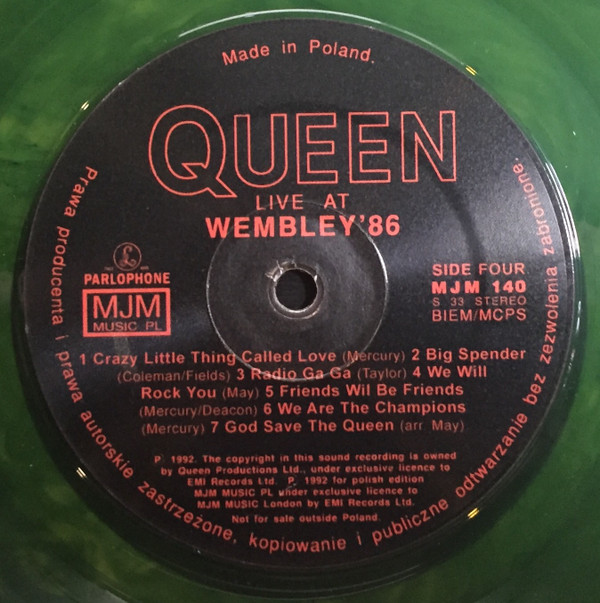 Made in Poland.
QUEEN
LIVE AT
WEMBLEY'86
PARLOPHONE
MJM
MUSIC PL
SIDE FOUR
MJM 140
S 33 STEREO
BIEM/MCPS
1 Crazy Little Thing Called Love (Mercury) 2 Big Spender
(Coleman/Fields) 3 Radio Ga Ga (Taylor) 4 We Will
Rock You (May) 5 Friends Wil Be Friends
(Mercury/Deacon) 6 We Are The Champions
(Mercury) 7 God Save The Queen (arr. May)
P. 1992. The copyright in this sound recording is owned
by Queen Productions Ltd., under exclusive licence to
EMI Records Ltd. P. 1992 for polish edition
MJM MUSIC PL under exclusive licence to
MJM MUSIC London by EMI Records Ltd.
Not for sale outside Poland.
Prawa producenta i prawa autorskie zastrzeżone, kopiowanie i publiczne odtwarzanie bez zezwolenia zabronione